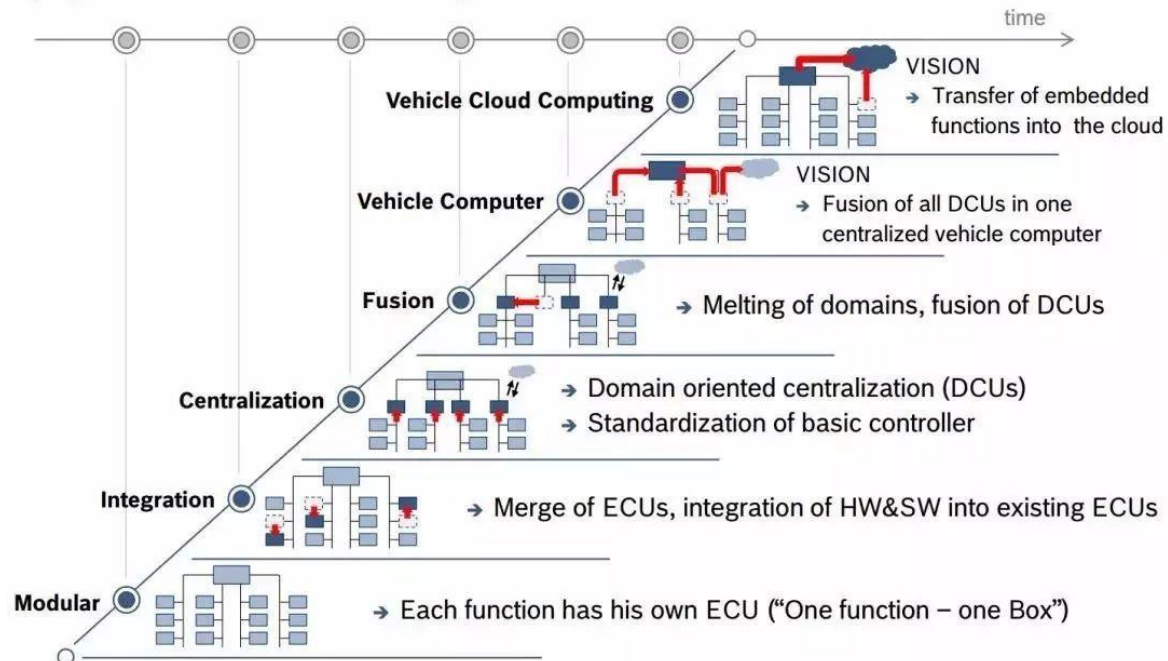 time
Vehicle Cloud Computing
VISION
➔ Transfer of embedded
functions into the cloud
Vehicle Computer
VISION
➔ Fusion of all DCUs in one
centralized vehicle computer
Fusion
➔ Melting of domains, fusion of DCUs
Centralization
➔ Domain oriented centralization (DCUs)
➔ Standardization of basic controller
Integration
➔ Merge of ECUs, integration of HW&SW into existing ECUs
Modular
➔ Each function has his own ECU (“One function – one Box”)